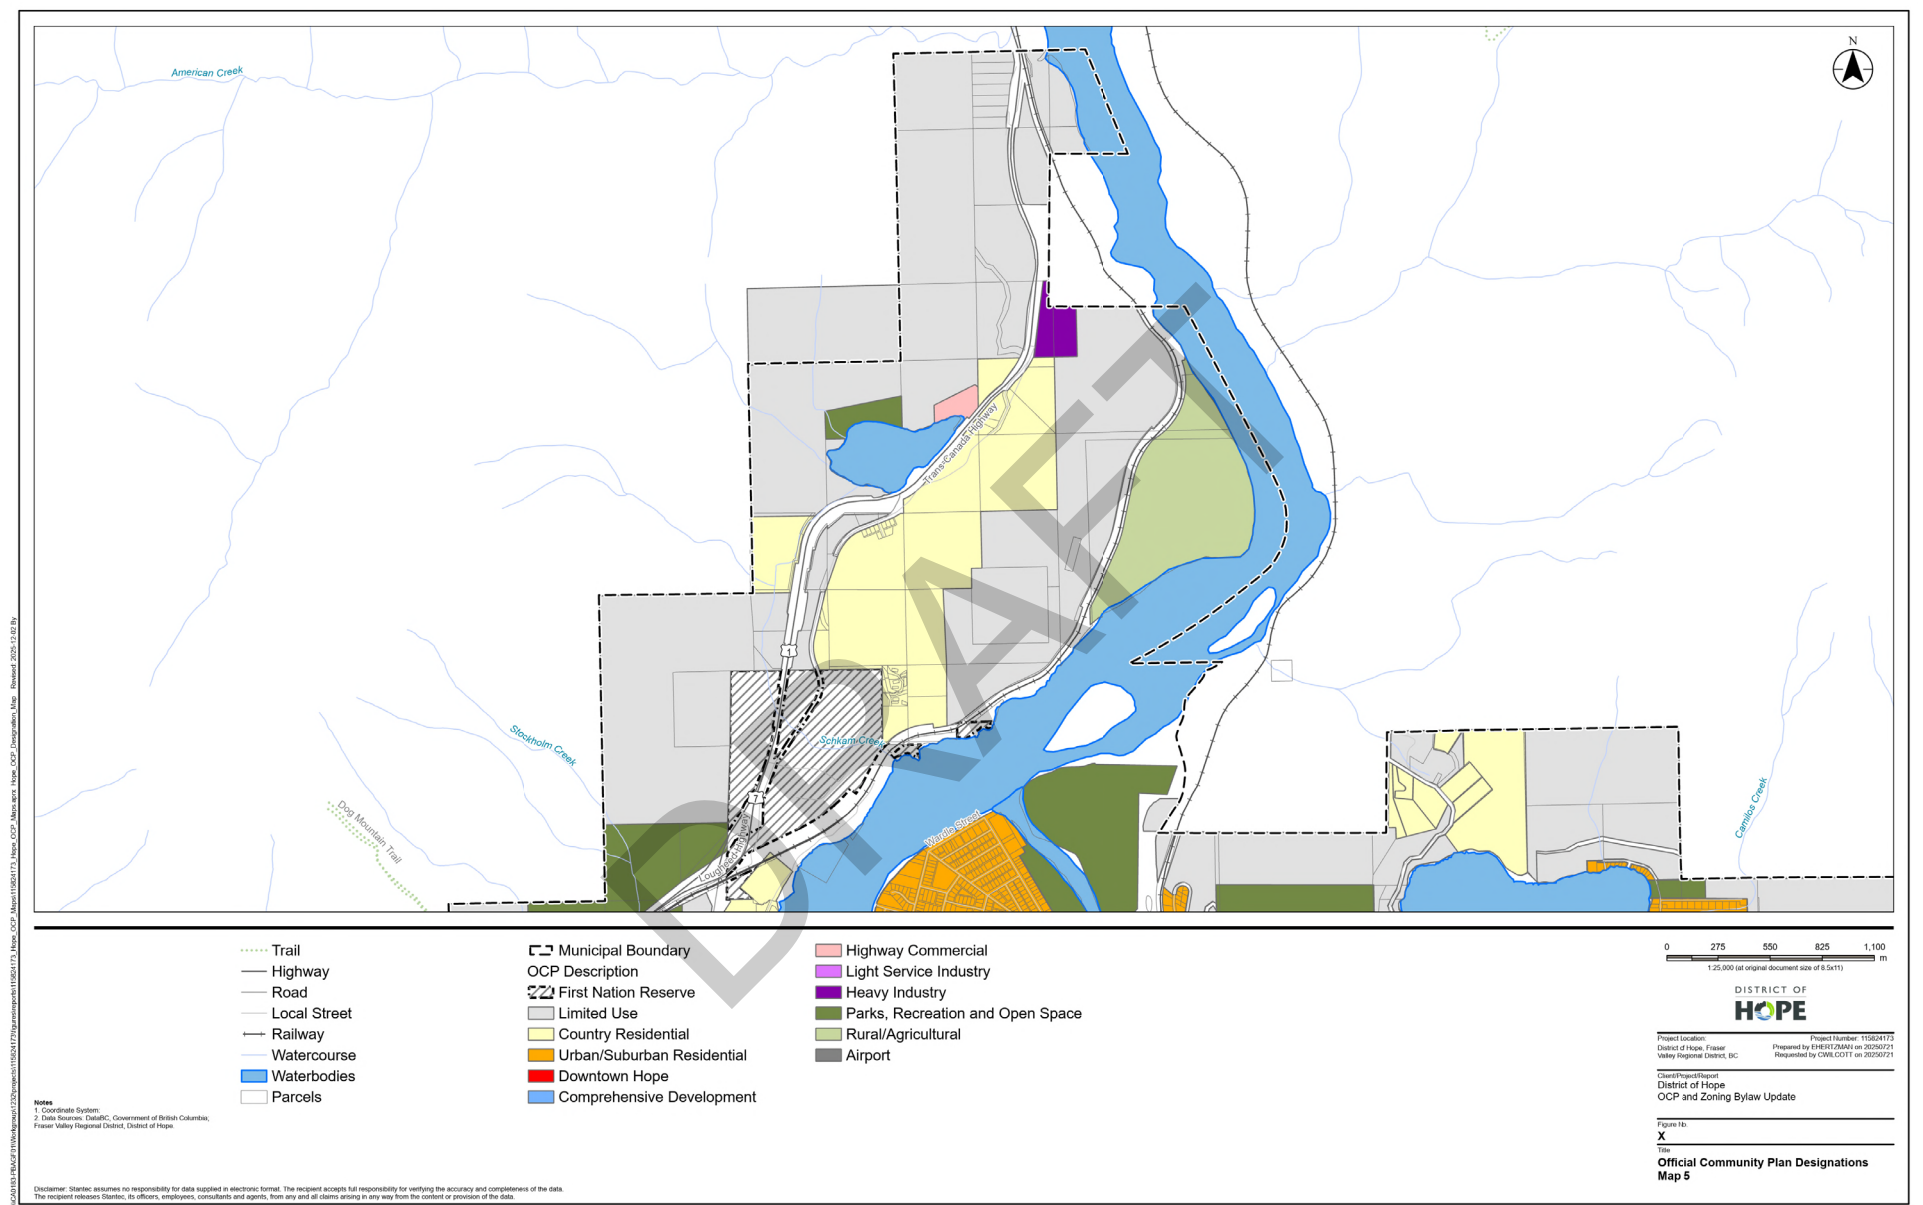 American Creek
N
Trans-Canada Highway
1
Schkam Creek
Stockholm Creek
7
Lougheed Highway
Wardle Street
Dog Mountain Trail
Camilos Creek
DRAFT
Trail
Highway
Road
Local Street
Railway
Watercourse
Waterbodies
Parcels
Municipal Boundary
OCP Description
First Nation Reserve
Limited Use
Country Residential
Urban/Suburban Residential
Downtown Hope
Comprehensive Development
Highway Commercial
Light Service Industry
Heavy Industry
Parks, Recreation and Open Space
Rural/Agricultural
Airport
0 275 550 825 1,100
m
1:25,000 (at original document size of 8.5x11)
DISTRICT OF
HOPE
Project Location:
District of Hope, Fraser
Valley Regional District, BC
Project Number: 115824173
Prepared by EHERTZMAN on 20250721
Requested by CWILCOTT on 20250721
Client/Project/Report
District of Hope
OCP and Zoning Bylaw Update
Figure No.
X
Title
Official Community Plan Designations
Map 5
Notes
1. Coordinate System:
2. Data Sources: DataBC, Government of British Columbia;
Fraser Valley Regional District, District of Hope.
Disclaimer: Stantec assumes no responsibility for data supplied in electronic format. The recipient accepts full responsibility for verifying the accuracy and completeness of the data.
The recipient releases Stantec, its officers, employees, consultants and agents, from any and all claims arising in any way from the content or provision of the data.
Revised: 2025-12-02 By